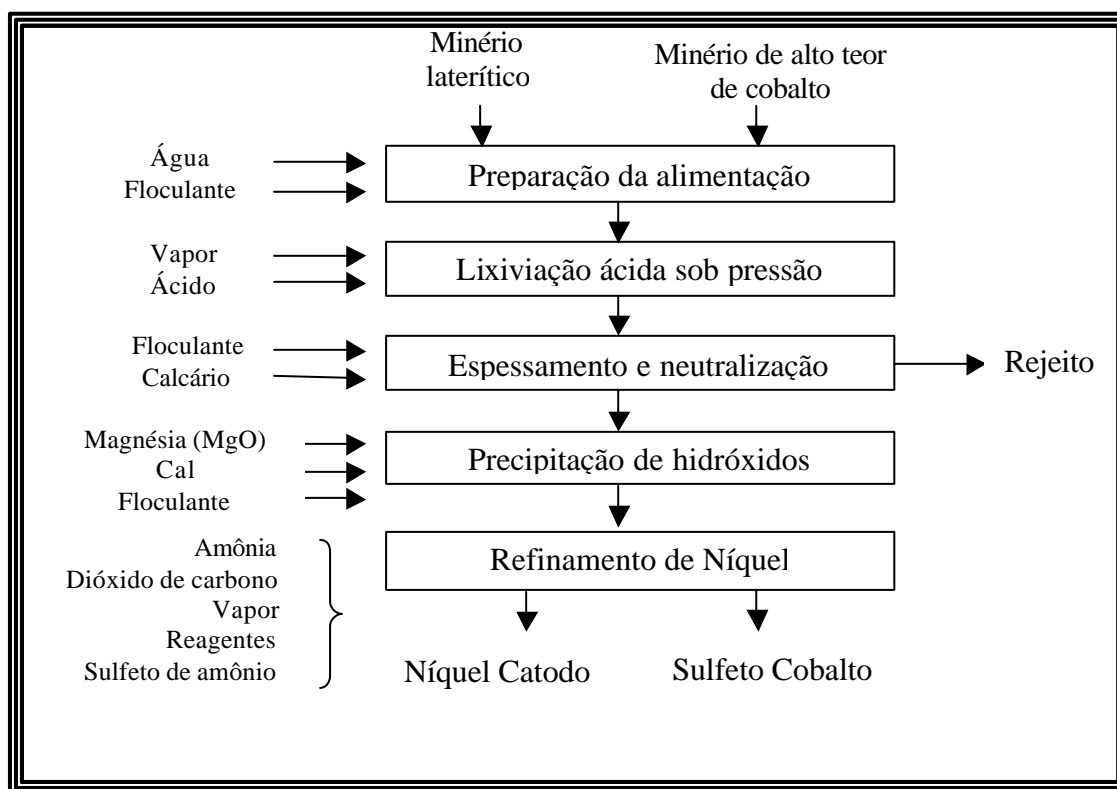 Minério
laterítico
Minério de alto teor
de cobalto
Água
Floculante
Preparação da alimentação
Vapor
Ácido
Lixiviação ácida sob pressão
Floculante
Calcário
Espessamento e neutralização
Rejeito
Magnésia (MgO)
Cal
Floculante
Precipitação de hidróxidos
Amônia
Dióxido de carbono
Vapor
Reagentes
Sulfeto de amônio
Refinamento de Níquel
Níquel Catodo
Sulfeto Cobalto